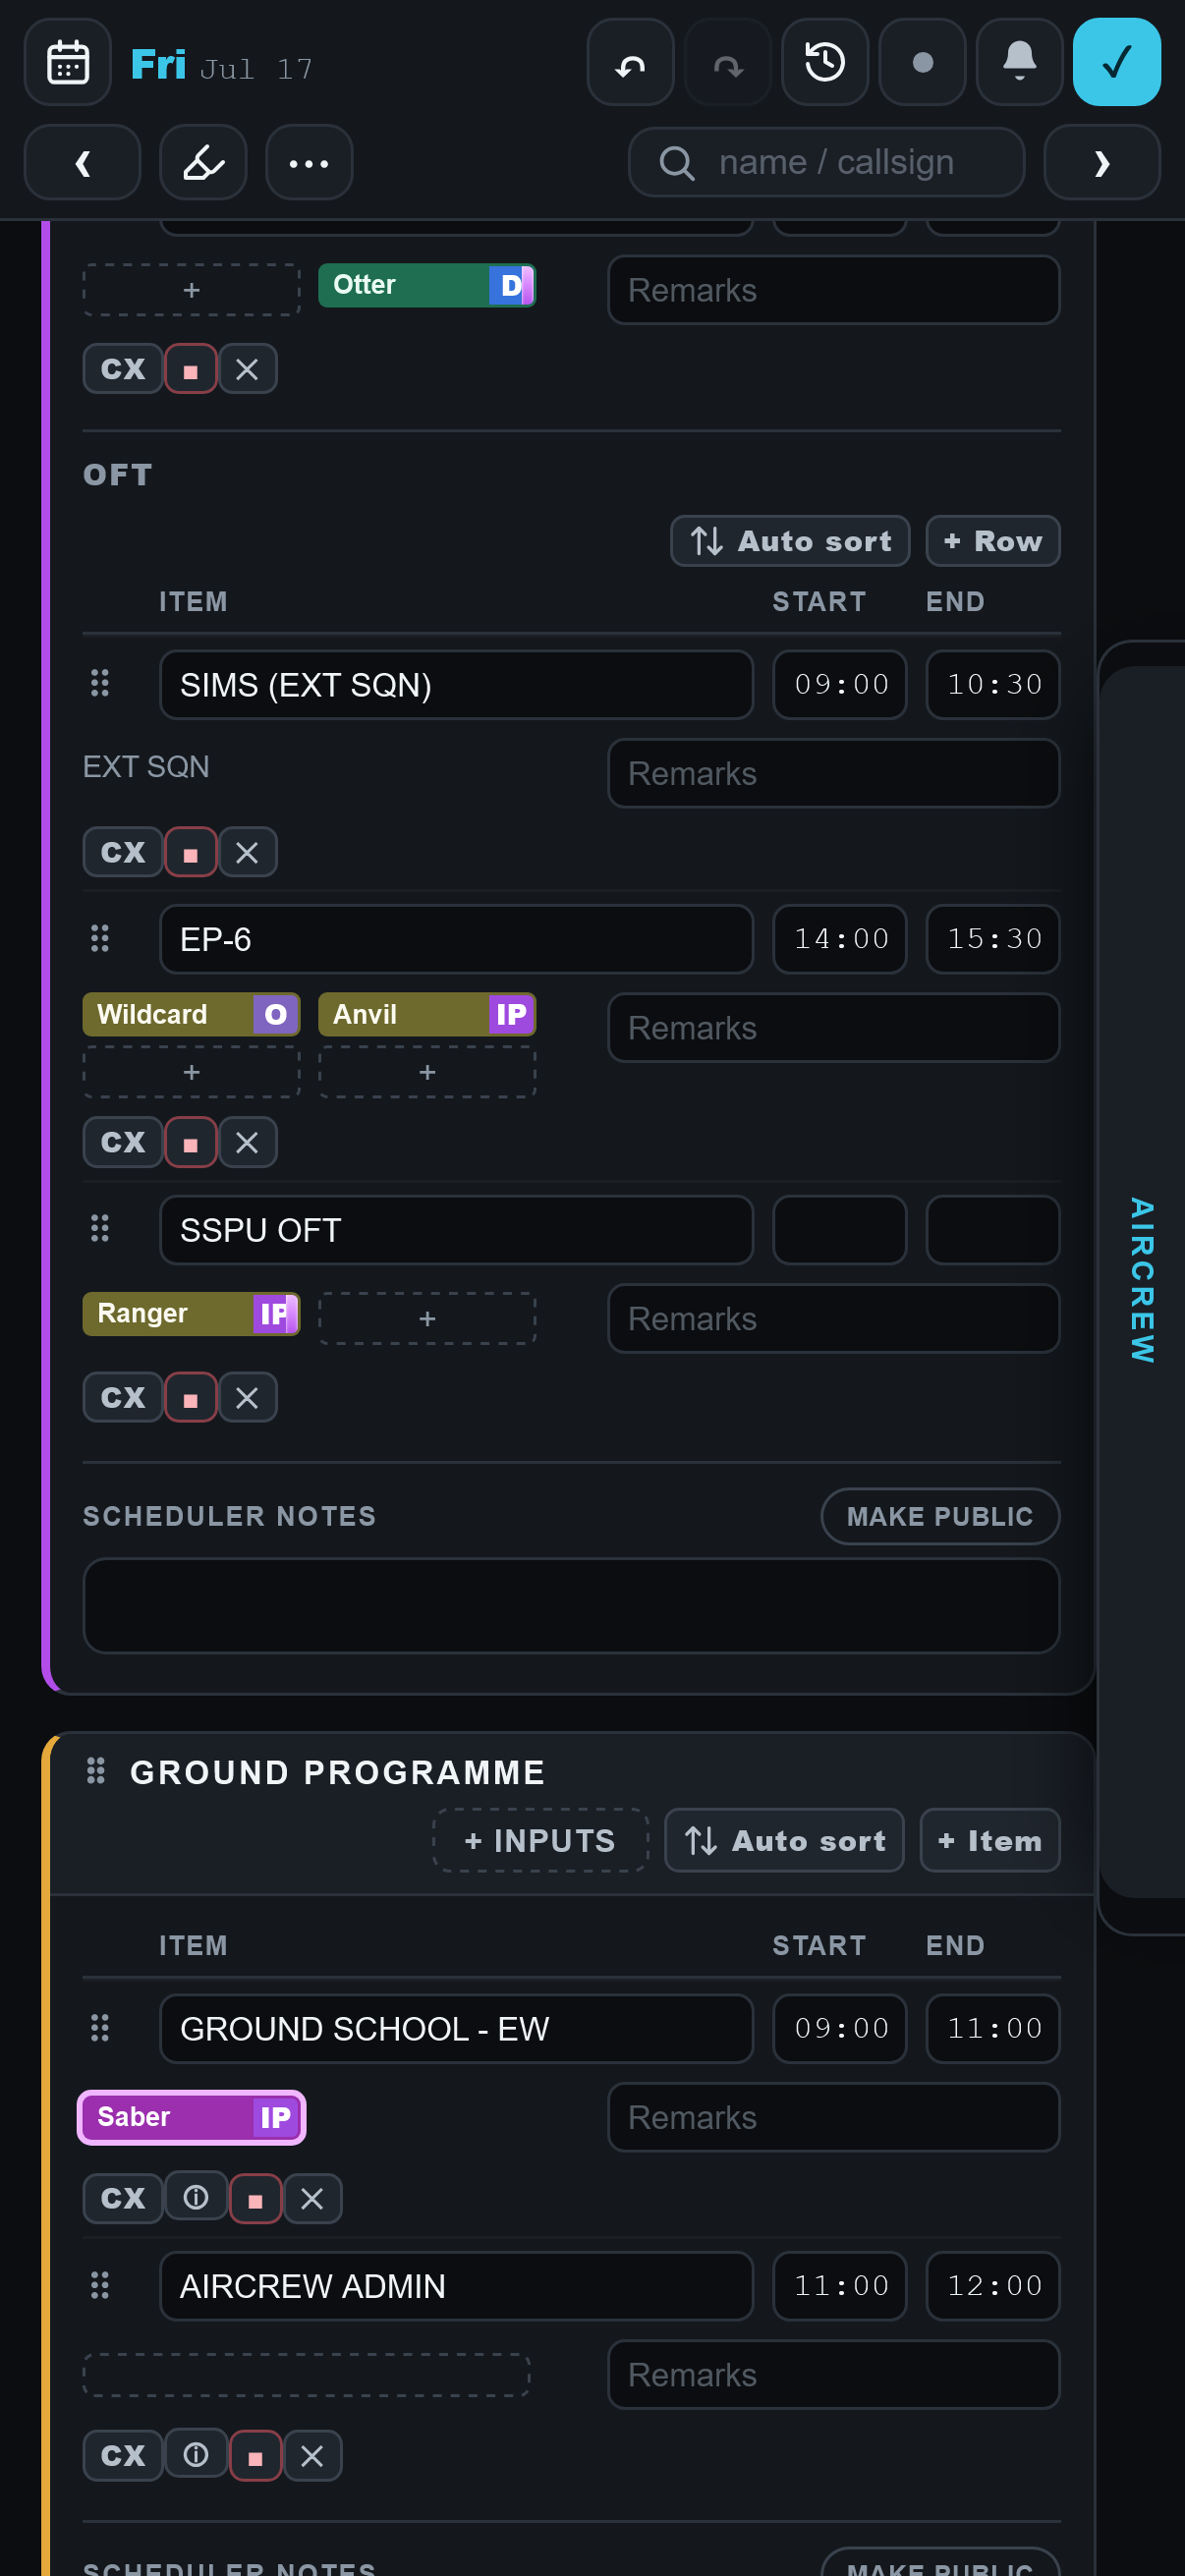 Fri Jul 17
name / callsign
+ Otter D Remarks
CX
OFT
Auto sort + Row
ITEM START END
SIMS (EXT SQN) 09:00 10:30
EXT SQN Remarks
CX
EP-6 14:00 15:30
Wildcard O Anvil IP Remarks
+ +
CX
SSPU OFT
Ranger IP + Remarks
CX
AIRCREW
SCHEDULER NOTES MAKE PUBLIC
GROUND PROGRAMME
+ INPUTS Auto sort + Item
ITEM START END
GROUND SCHOOL - EW 09:00 11:00
Saber IP Remarks
CX
AIRCREW ADMIN 11:00 12:00
Remarks
CX
SCHEDULER NOTES MAKE PUBLIC